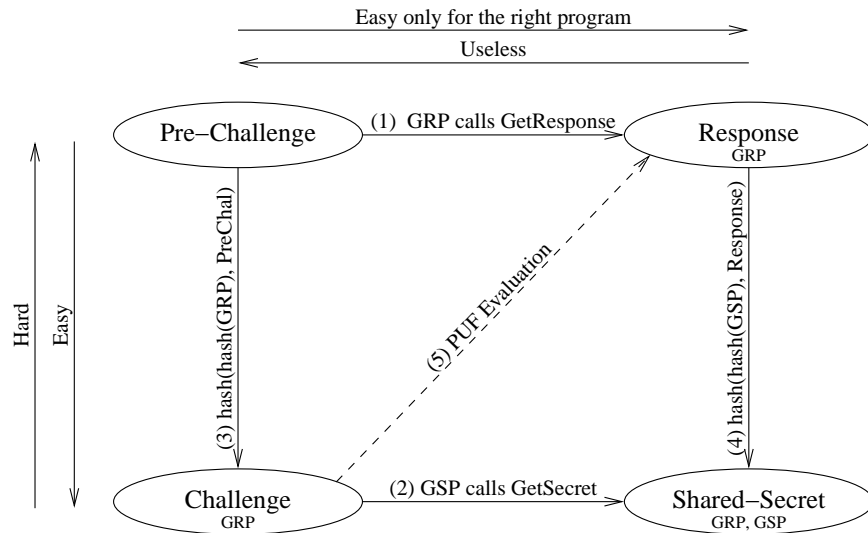 Easy only for the right program
Useless
Pre−Challenge
(1) GRP calls GetResponse
Response
GRP
Hard
Easy
(3) hash(hash(GRP), PreChal)
(5) PUF Evaluation
(4) hash(hash(GSP), Response)
Challenge
GRP
(2) GSP calls GetSecret
Shared−Secret
GRP, GSP